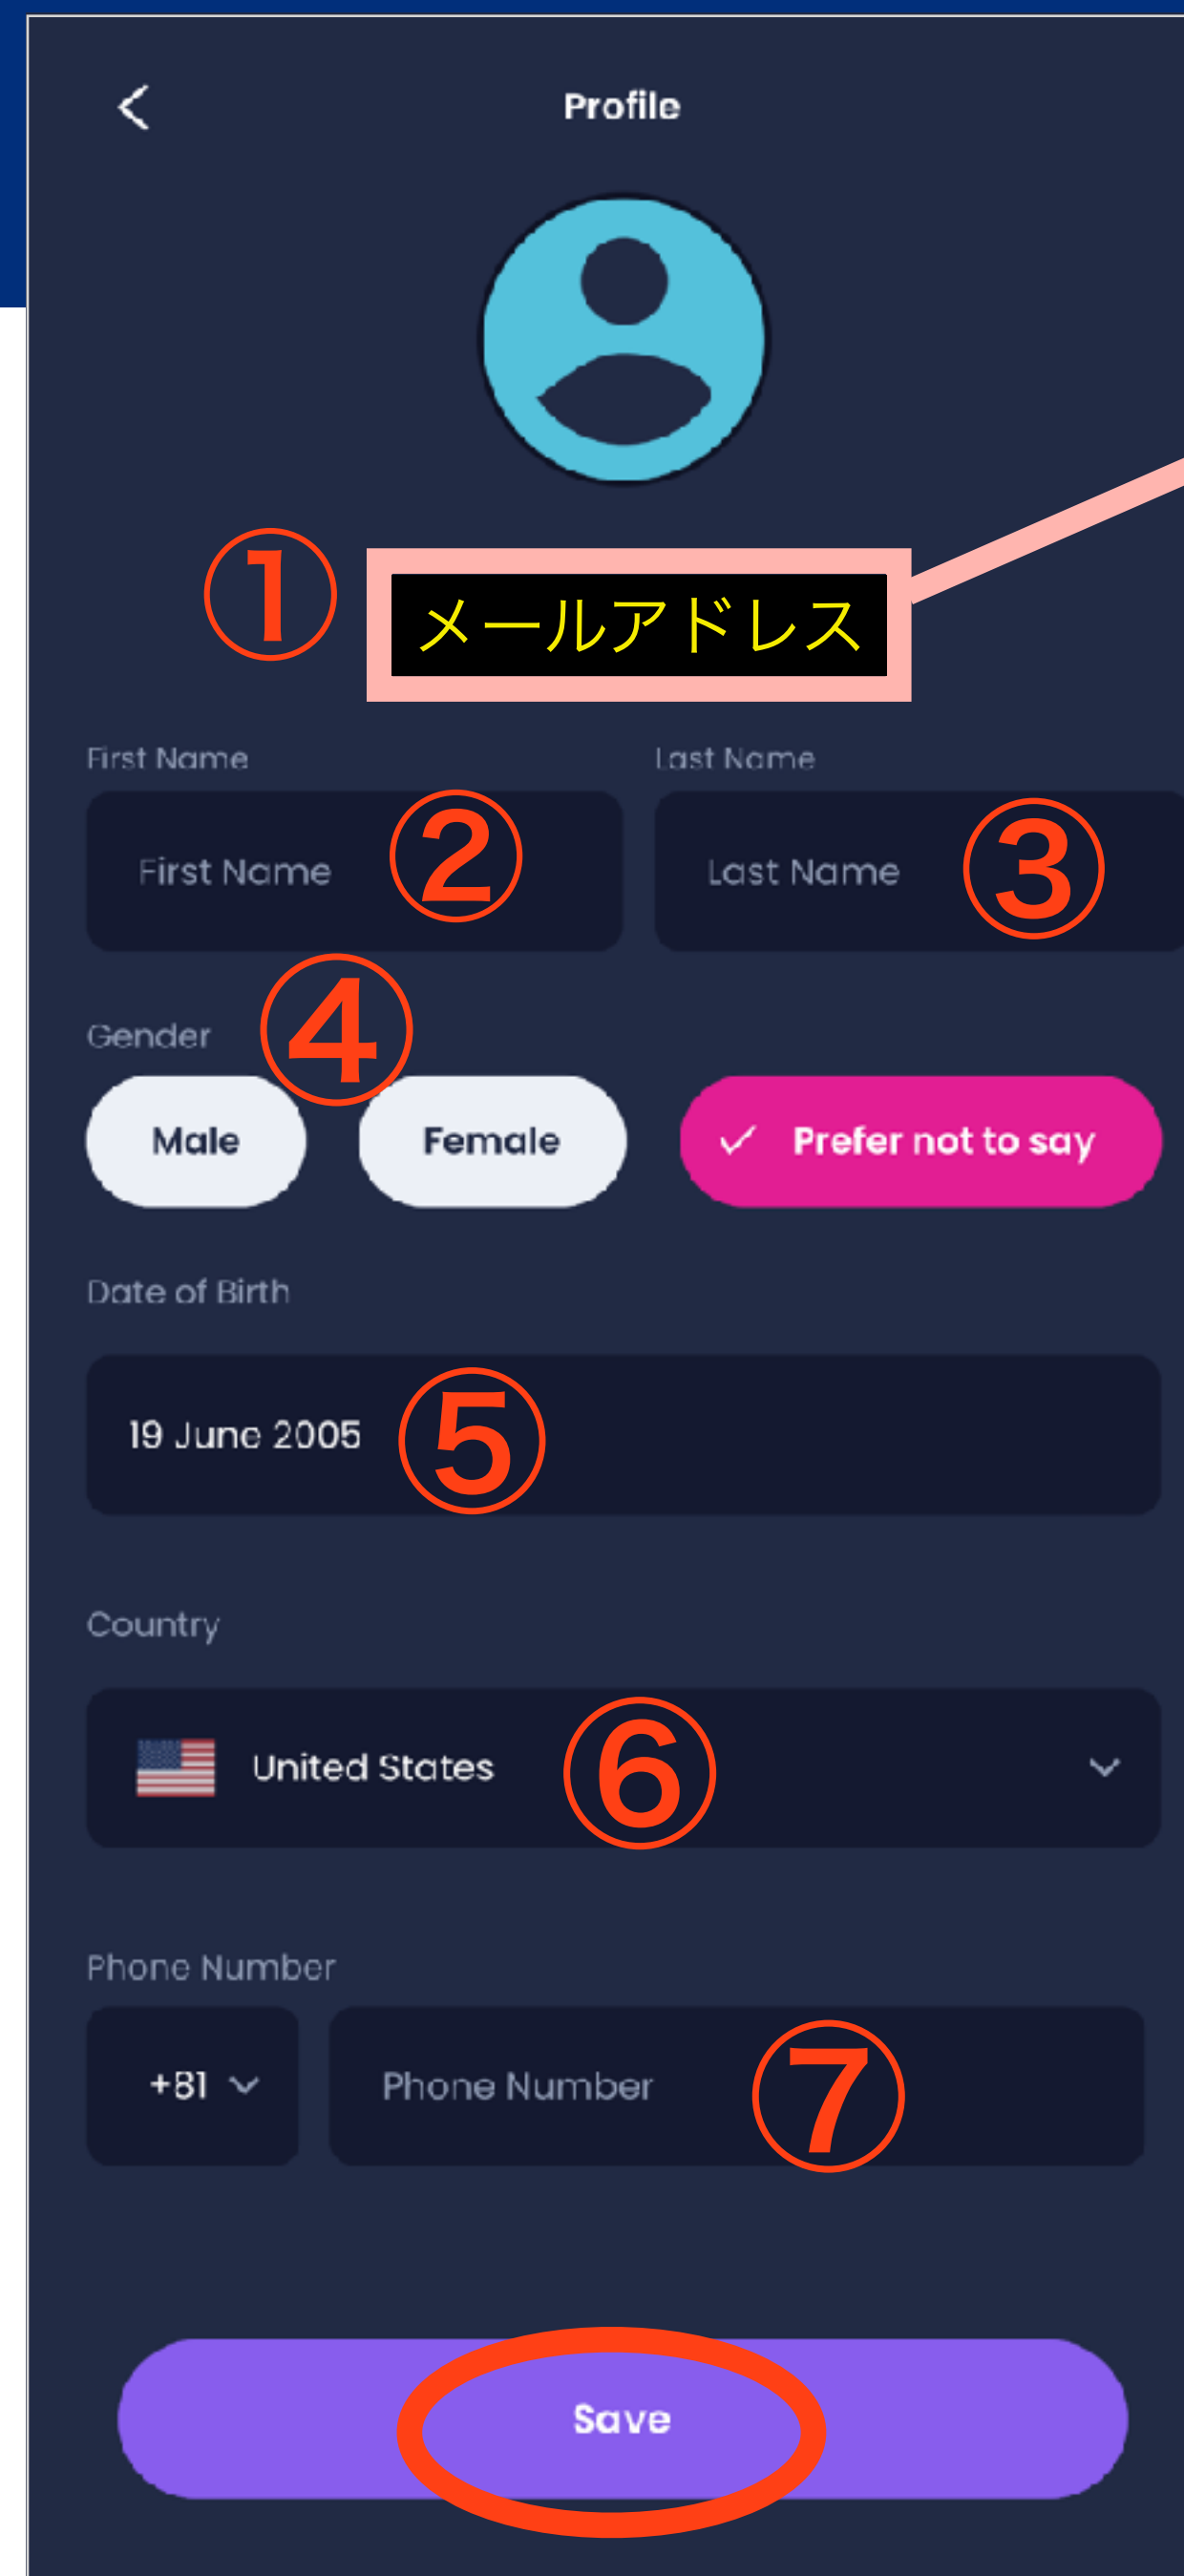 Profile
① メールアドレス
First Name Last Name
First Name ② Last Name ③
Gender ④
Male Female Prefer not to say
Date of Birth
19 June 2005 ⑤
Country
United States ⑥
Phone Number
+81 Phone Number ⑦
Save